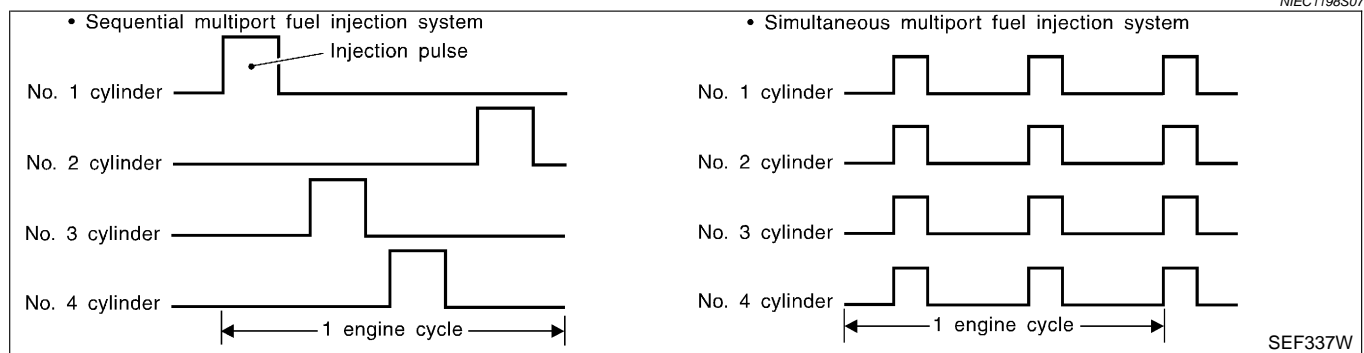 NIEC1198S07
• Sequential multiport fuel injection system
Injection pulse
No. 1 cylinder
No. 2 cylinder
No. 3 cylinder
No. 4 cylinder
1 engine cycle
• Simultaneous multiport fuel injection system
No. 1 cylinder
No. 2 cylinder
No. 3 cylinder
No. 4 cylinder
1 engine cycle
SEF337W